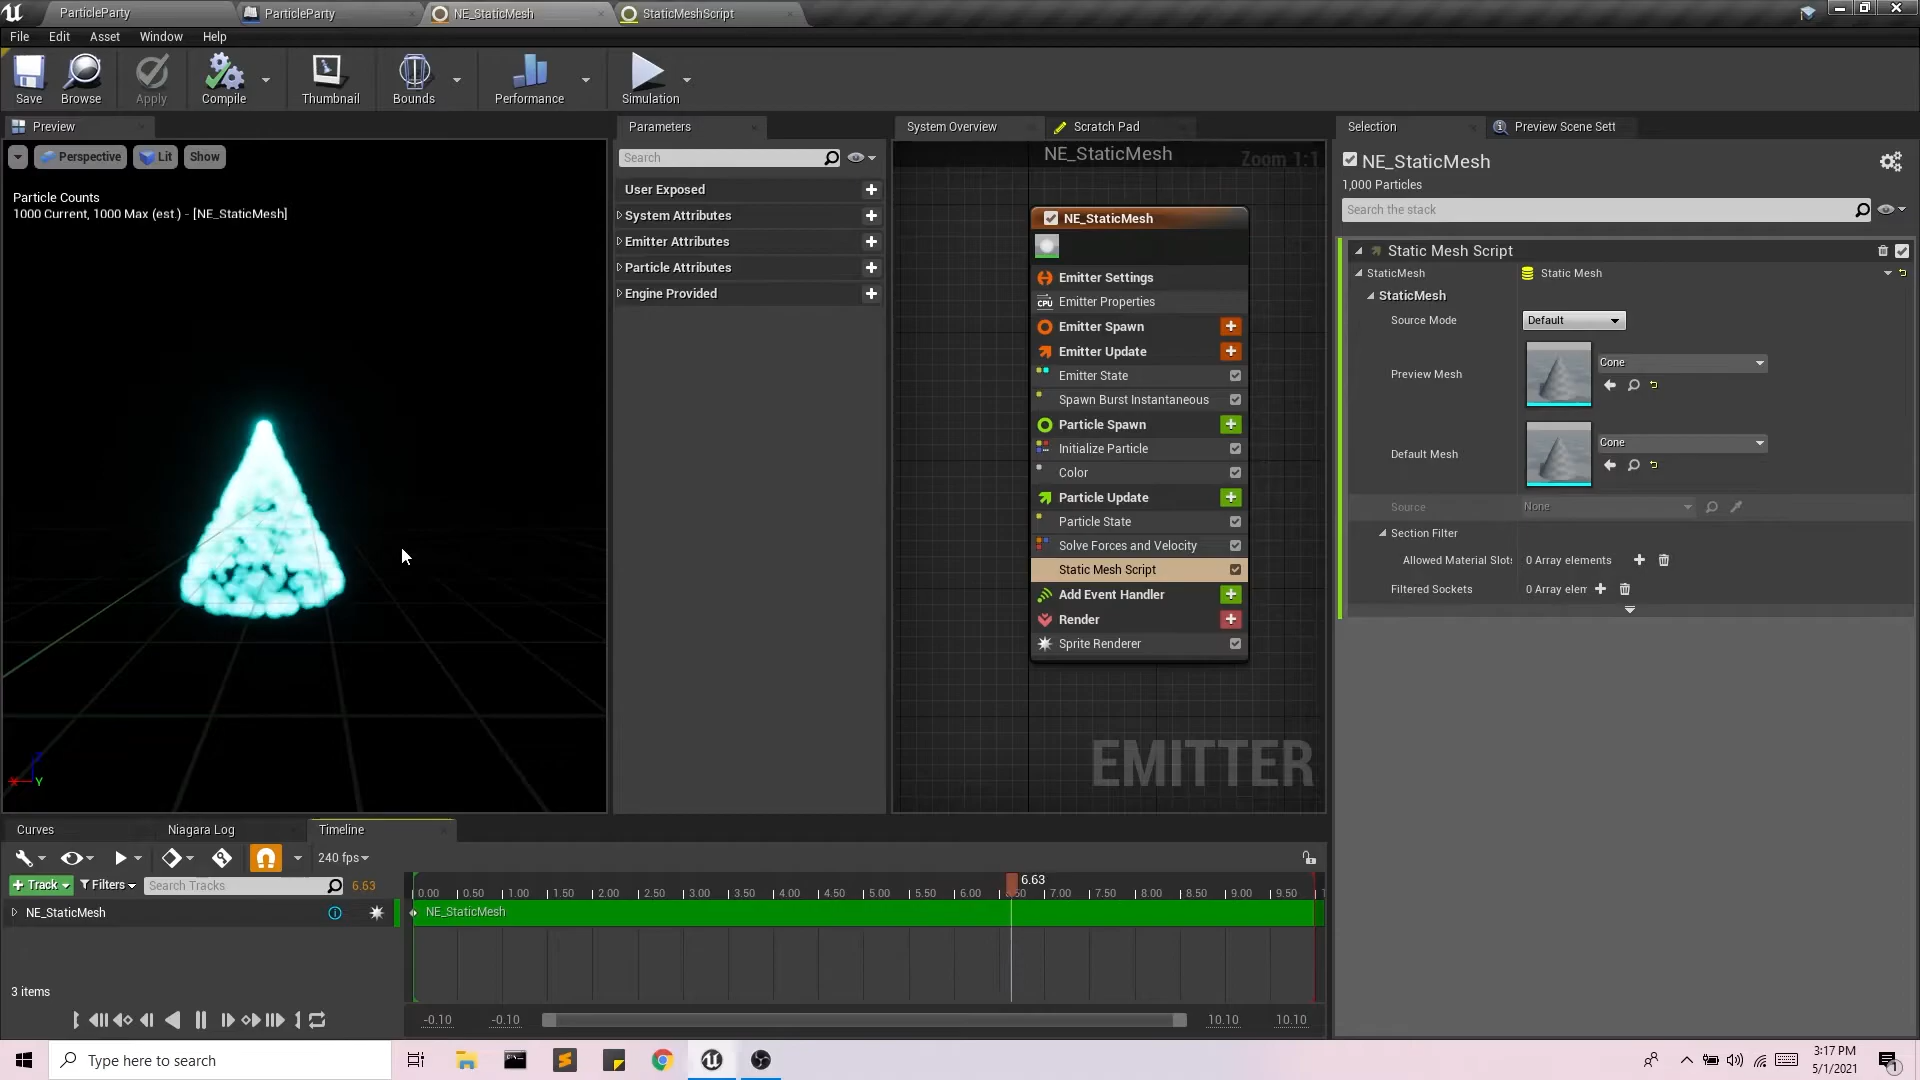 ParticleParty
ParticleParty
NE_StaticMesh
StaticMeshScript
File Edit Asset Window Help
Save
Browse
Apply
Compile
Thumbnail
Bounds
Performance
Simulation
Preview
Perspective
Lit
Show
Particle Counts
1000 Current, 1000 Max (est.) - [NE_StaticMesh]
X
Y
Parameters
Search
User Exposed
System Attributes
Emitter Attributes
Particle Attributes
Engine Provided
System Overview
Scratch Pad
NE_StaticMesh
Zoom 1:1
NE_StaticMesh
Emitter Settings
CPU Emitter Properties
Emitter Spawn
Emitter Update
Emitter State
Spawn Burst Instantaneous
Particle Spawn
Initialize Particle
Color
Particle Update
Particle State
Solve Forces and Velocity
Static Mesh Script
Add Event Handler
Render
Sprite Renderer
EMITTER
Selection
Preview Scene Sett
NE_StaticMesh
1,000 Particles
Search the stack
Static Mesh Script
StaticMesh
Static Mesh
StaticMesh
Source Mode
Default
Preview Mesh
Cone
Default Mesh
Cone
Source
None
Section Filter
Allowed Material Slot:
0 Array elements
Filtered Sockets
0 Array elen
Curves
Niagara Log
Timeline
240 fps
Track
Filters
Search Tracks
6.63
NE_StaticMesh
3 items
6.63
0.00 0.50 1.00 1.50 2.00 2.50 3.00 3.50 4.00 4.50 5.00 5.50 6.00 7.00 7.50 8.00 8.50 9.00 9.50
NE_StaticMesh
-0.10
-0.10
10.10
10.10
Type here to search
3:17 PM
5/1/2021
1